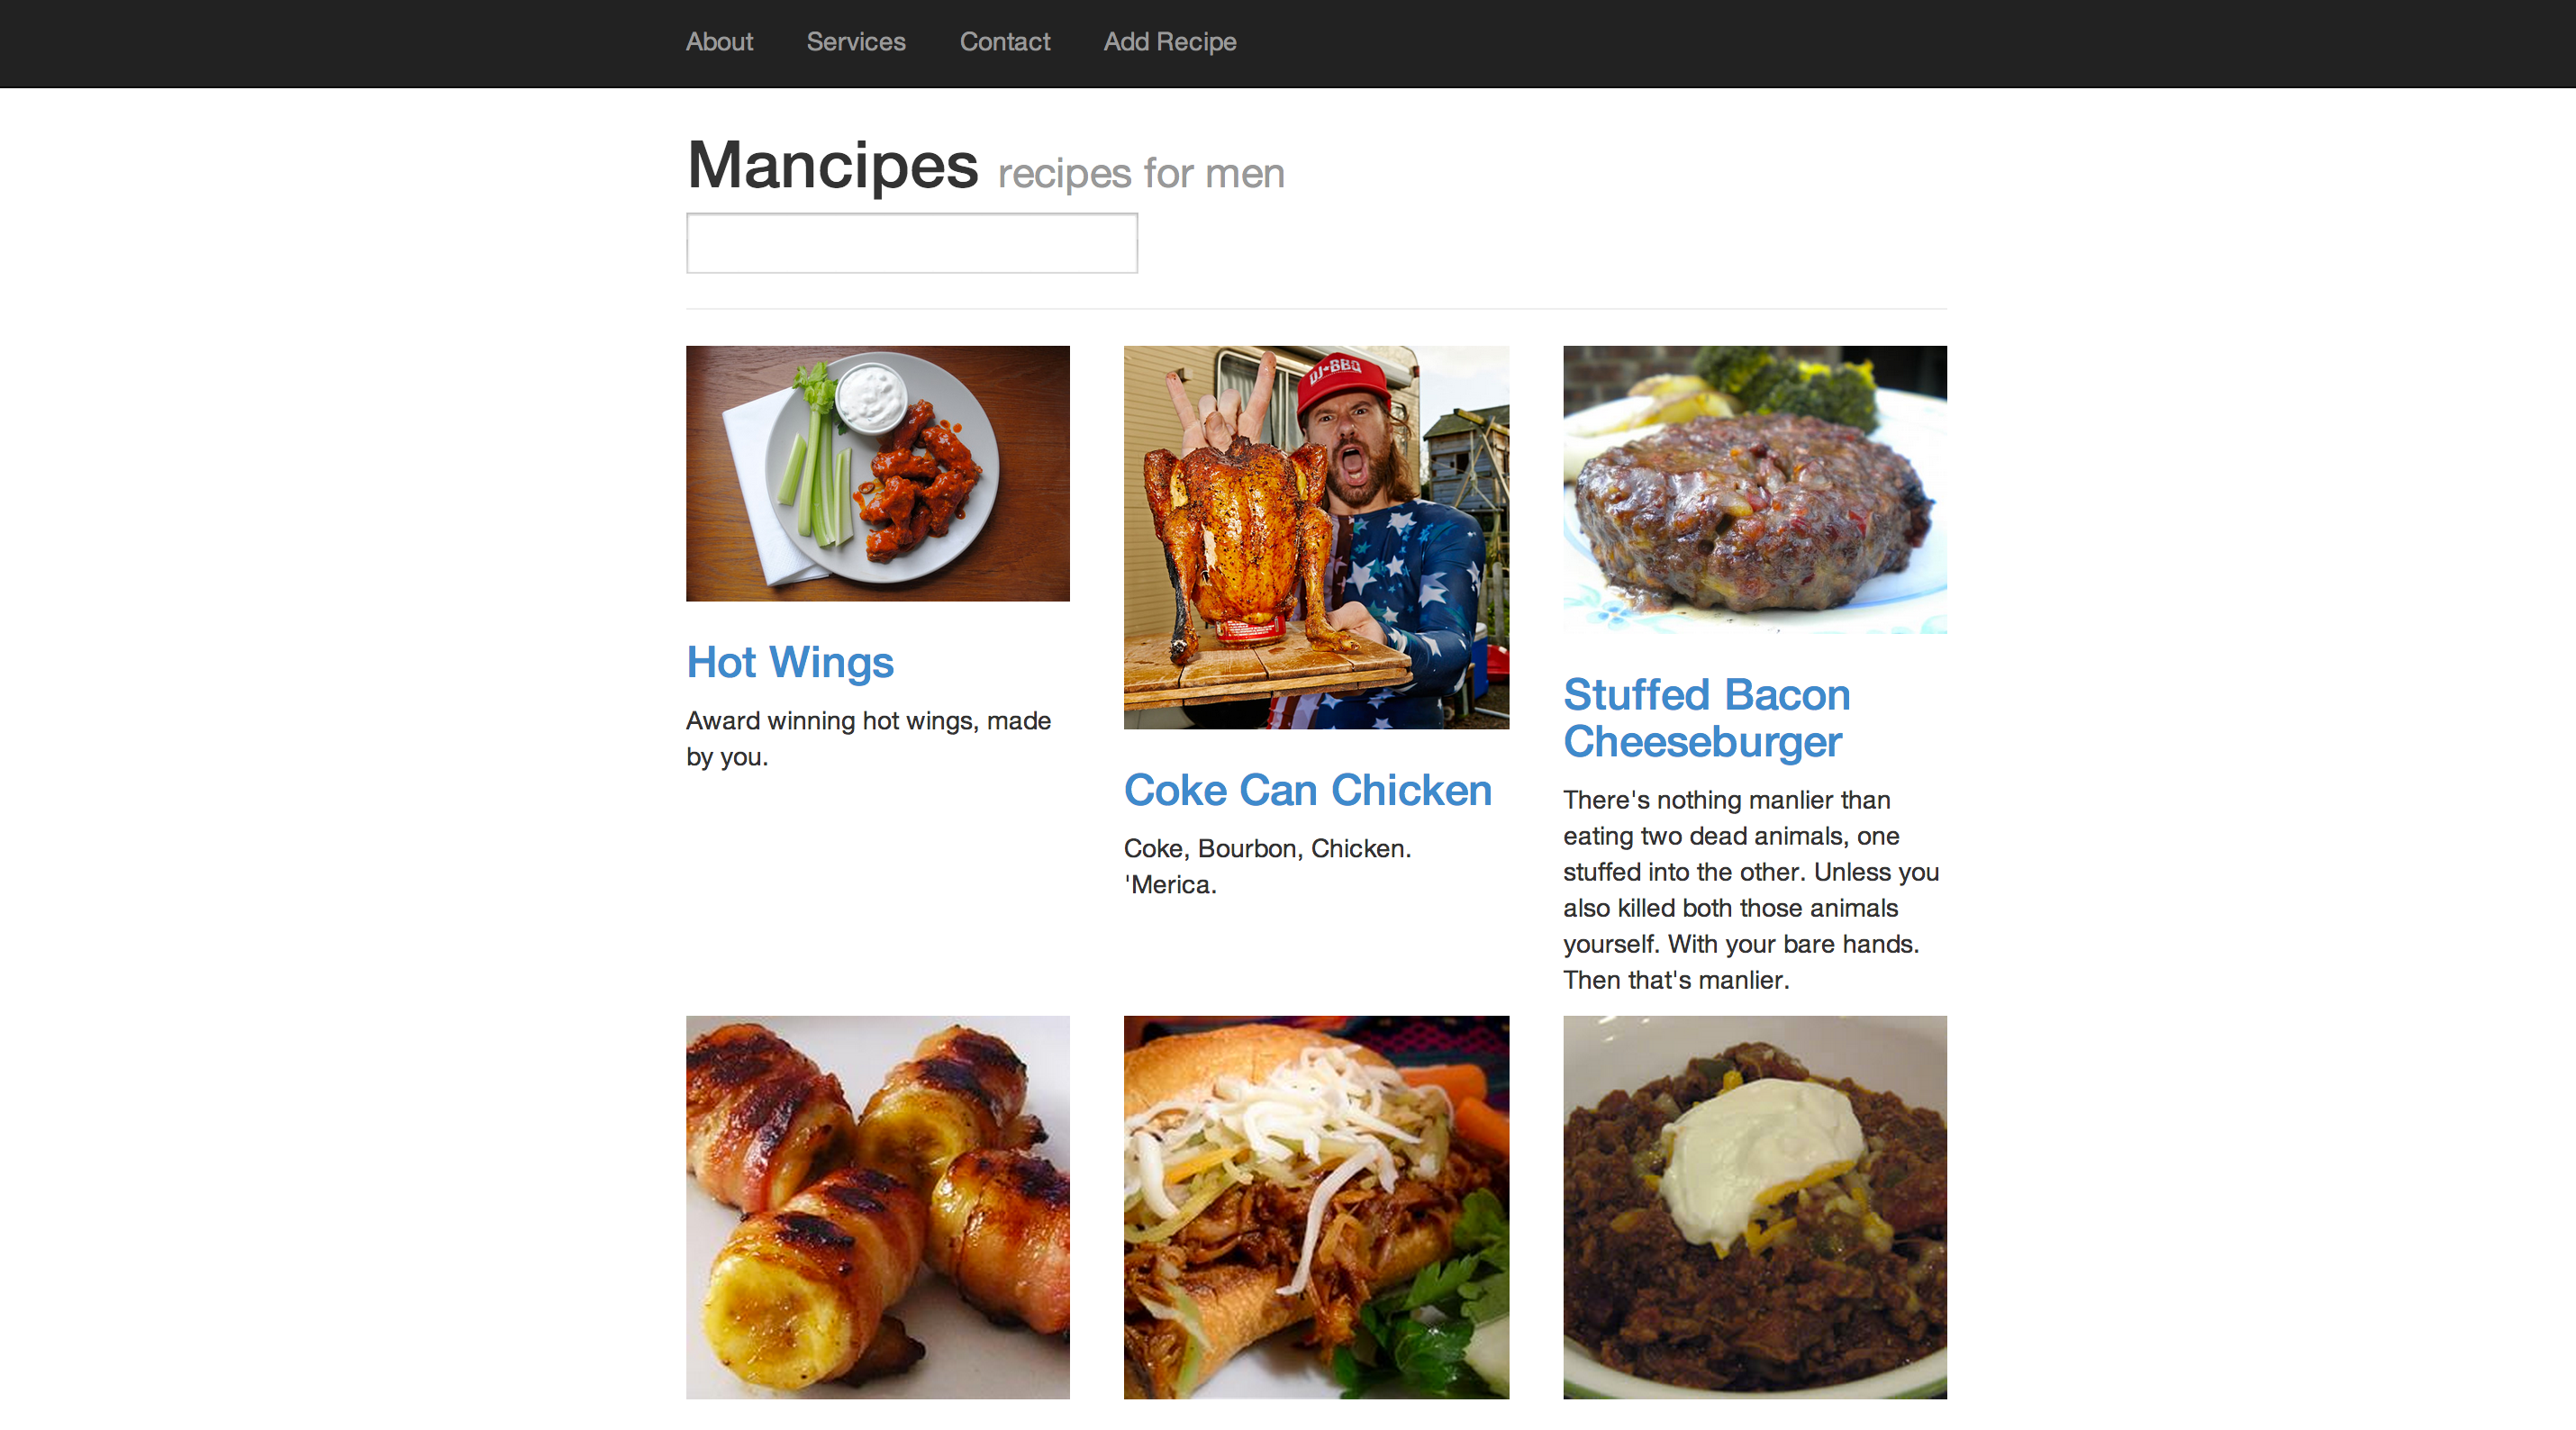 About Services Contact Add Recipe
Mancipes recipes for men
DJ BBQ
Hot Wings
Award winning hot wings, made
by you.
Coke Can Chicken
Coke, Bourbon, Chicken.
'Merica.
Stuffed Bacon
Cheeseburger
There's nothing manlier than
eating two dead animals, one
stuffed into the other. Unless you
also killed both those animals
yourself. With your bare hands.
Then that's manlier.